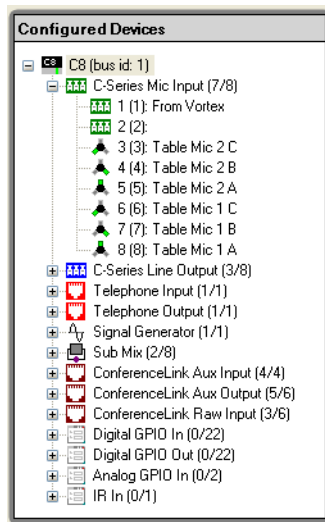 Configured Devices
C8 C8 (bus id: 1)
C-Series Mic Input (7/8)
1 (1): From Vortex
2 (2):
3 (3): Table Mic 2 C
4 (4): Table Mic 2 B
5 (5): Table Mic 2 A
6 (6): Table Mic 1 C
7 (7): Table Mic 1 B
8 (8): Table Mic 1 A
C-Series Line Output (3/8)
Telephone Input (1/1)
Telephone Output (1/1)
Signal Generator (1/1)
Sub Mix (2/8)
ConferenceLink Aux Input (4/4)
ConferenceLink Aux Output (5/6)
ConferenceLink Raw Input (3/6)
Digital GPIO In (0/22)
Digital GPIO Out (0/22)
Analog GPIO In (0/2)
IR In (0/1)